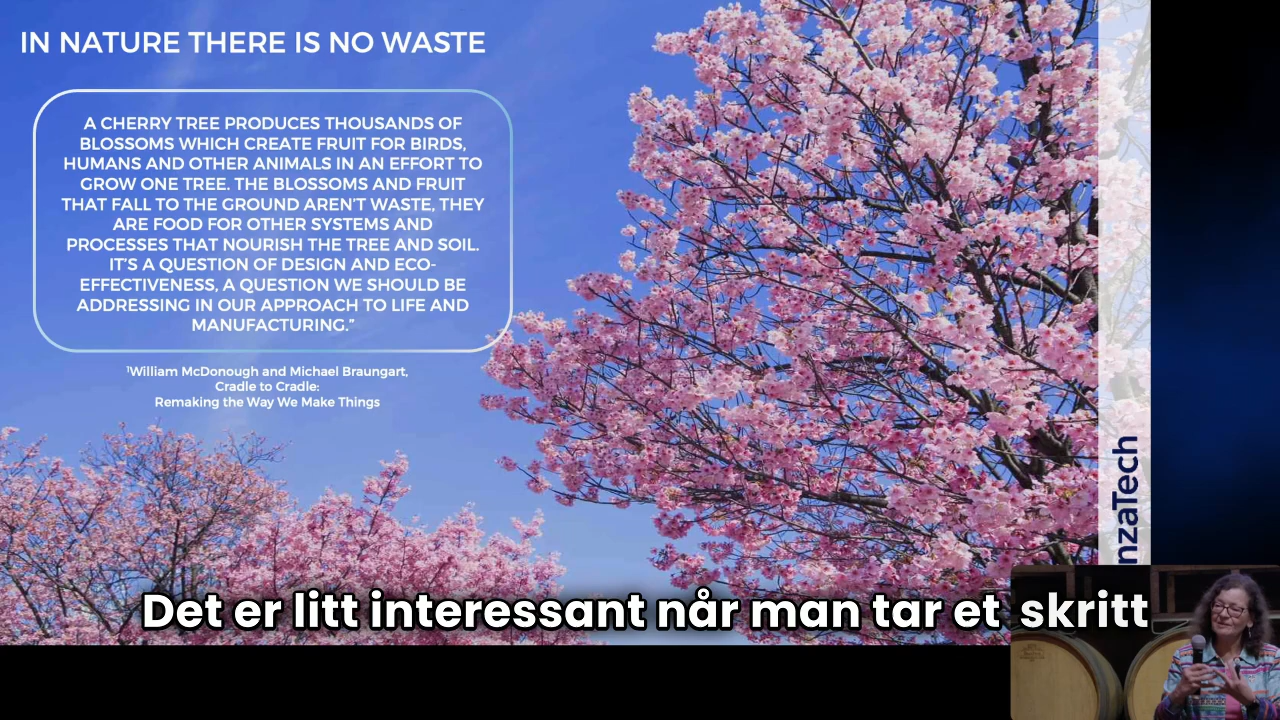 IN NATURE THERE IS NO WASTE
A CHERRY TREE PRODUCES THOUSANDS OF
BLOSSOMS WHICH CREATE FRUIT FOR BIRDS,
HUMANS AND OTHER ANIMALS IN AN EFFORT TO
GROW ONE TREE. THE BLOSSOMS AND FRUIT
THAT FALL TO THE GROUND AREN'T WASTE, THEY
ARE FOOD FOR OTHER SYSTEMS AND
PROCESSES THAT NOURISH THE TREE AND SOIL.
IT'S A QUESTION OF DESIGN AND ECO-
EFFECTIVENESS, A QUESTION WE SHOULD BE
ADDRESSING IN OUR APPROACH TO LIFE AND
MANUFACTURING."
¹William McDonough and Michael Braungart,
Cradle to Cradle:
Remaking the Way We Make Things
nzaTech
Det er litt interessant når man tar et skritt